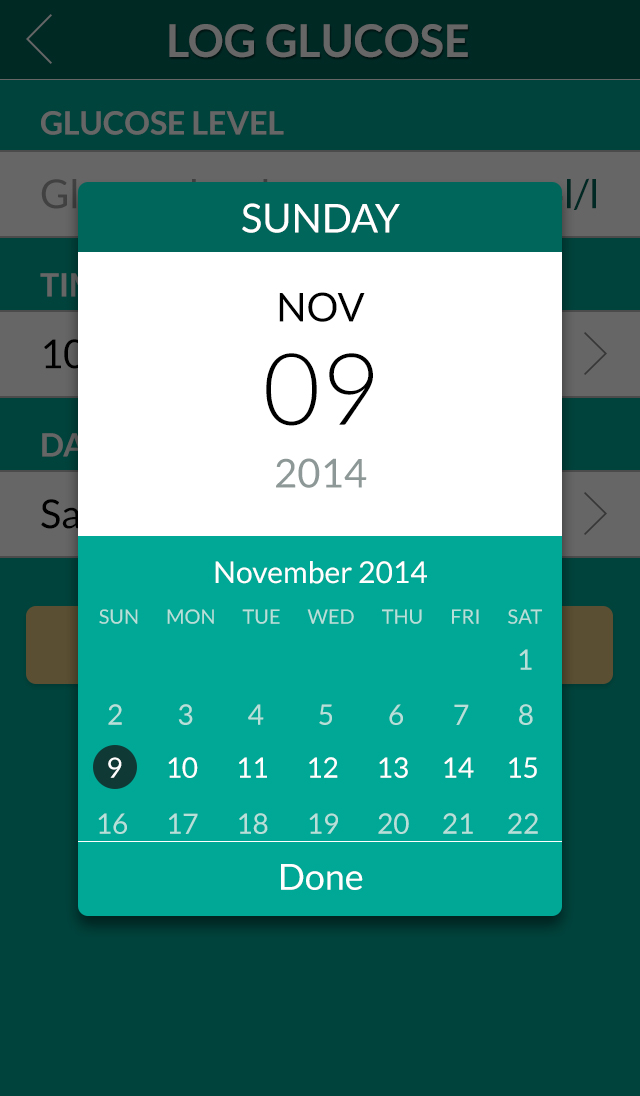 LOG GLUCOSE
GLUCOSE LEVEL
l/l
SUNDAY
NOV
10
09
2014
November 2014
SUN MON TUE WED THU FRI SAT
1
2 3 4 5 6 7 8
9 10 11 12 13 14 15
16 17 18 19 20 21 22
Done